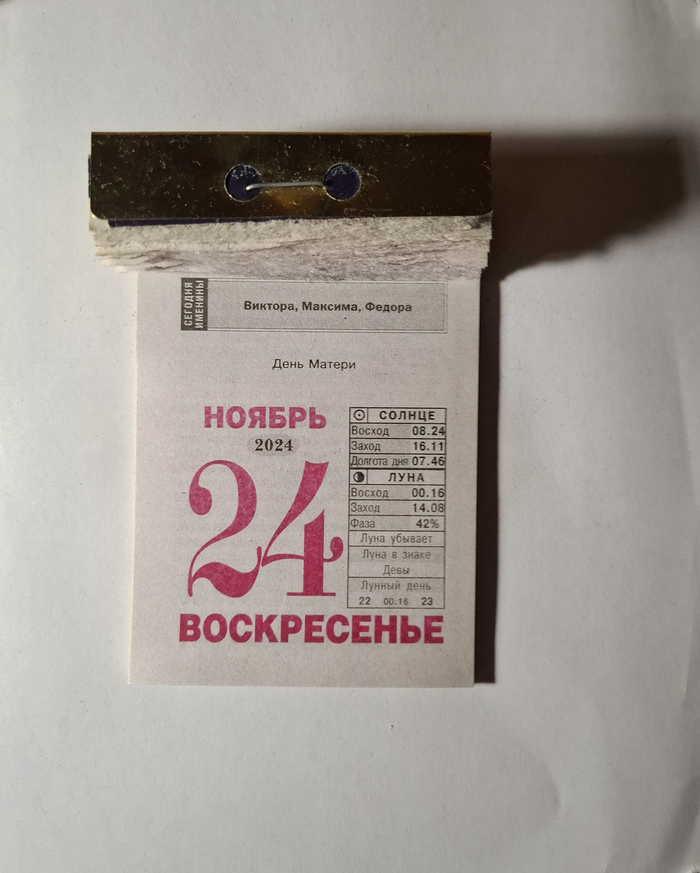 СЕГОДНЯ
ИМЕНИНЫ
Виктора, Максима, Федора
День Матери
НОЯБРЬ
2024
24
ВОСКРЕСЕНЬЕ
СОЛНЦЕ
Восход 08.24
Заход 16.11
Долгота дня 07.46
ЛУНА
Восход 00.16
Заход 14.08
Фаза 42%
Луна убывает
Луна в знаке
Девы
Лунный день
22 00.16 23